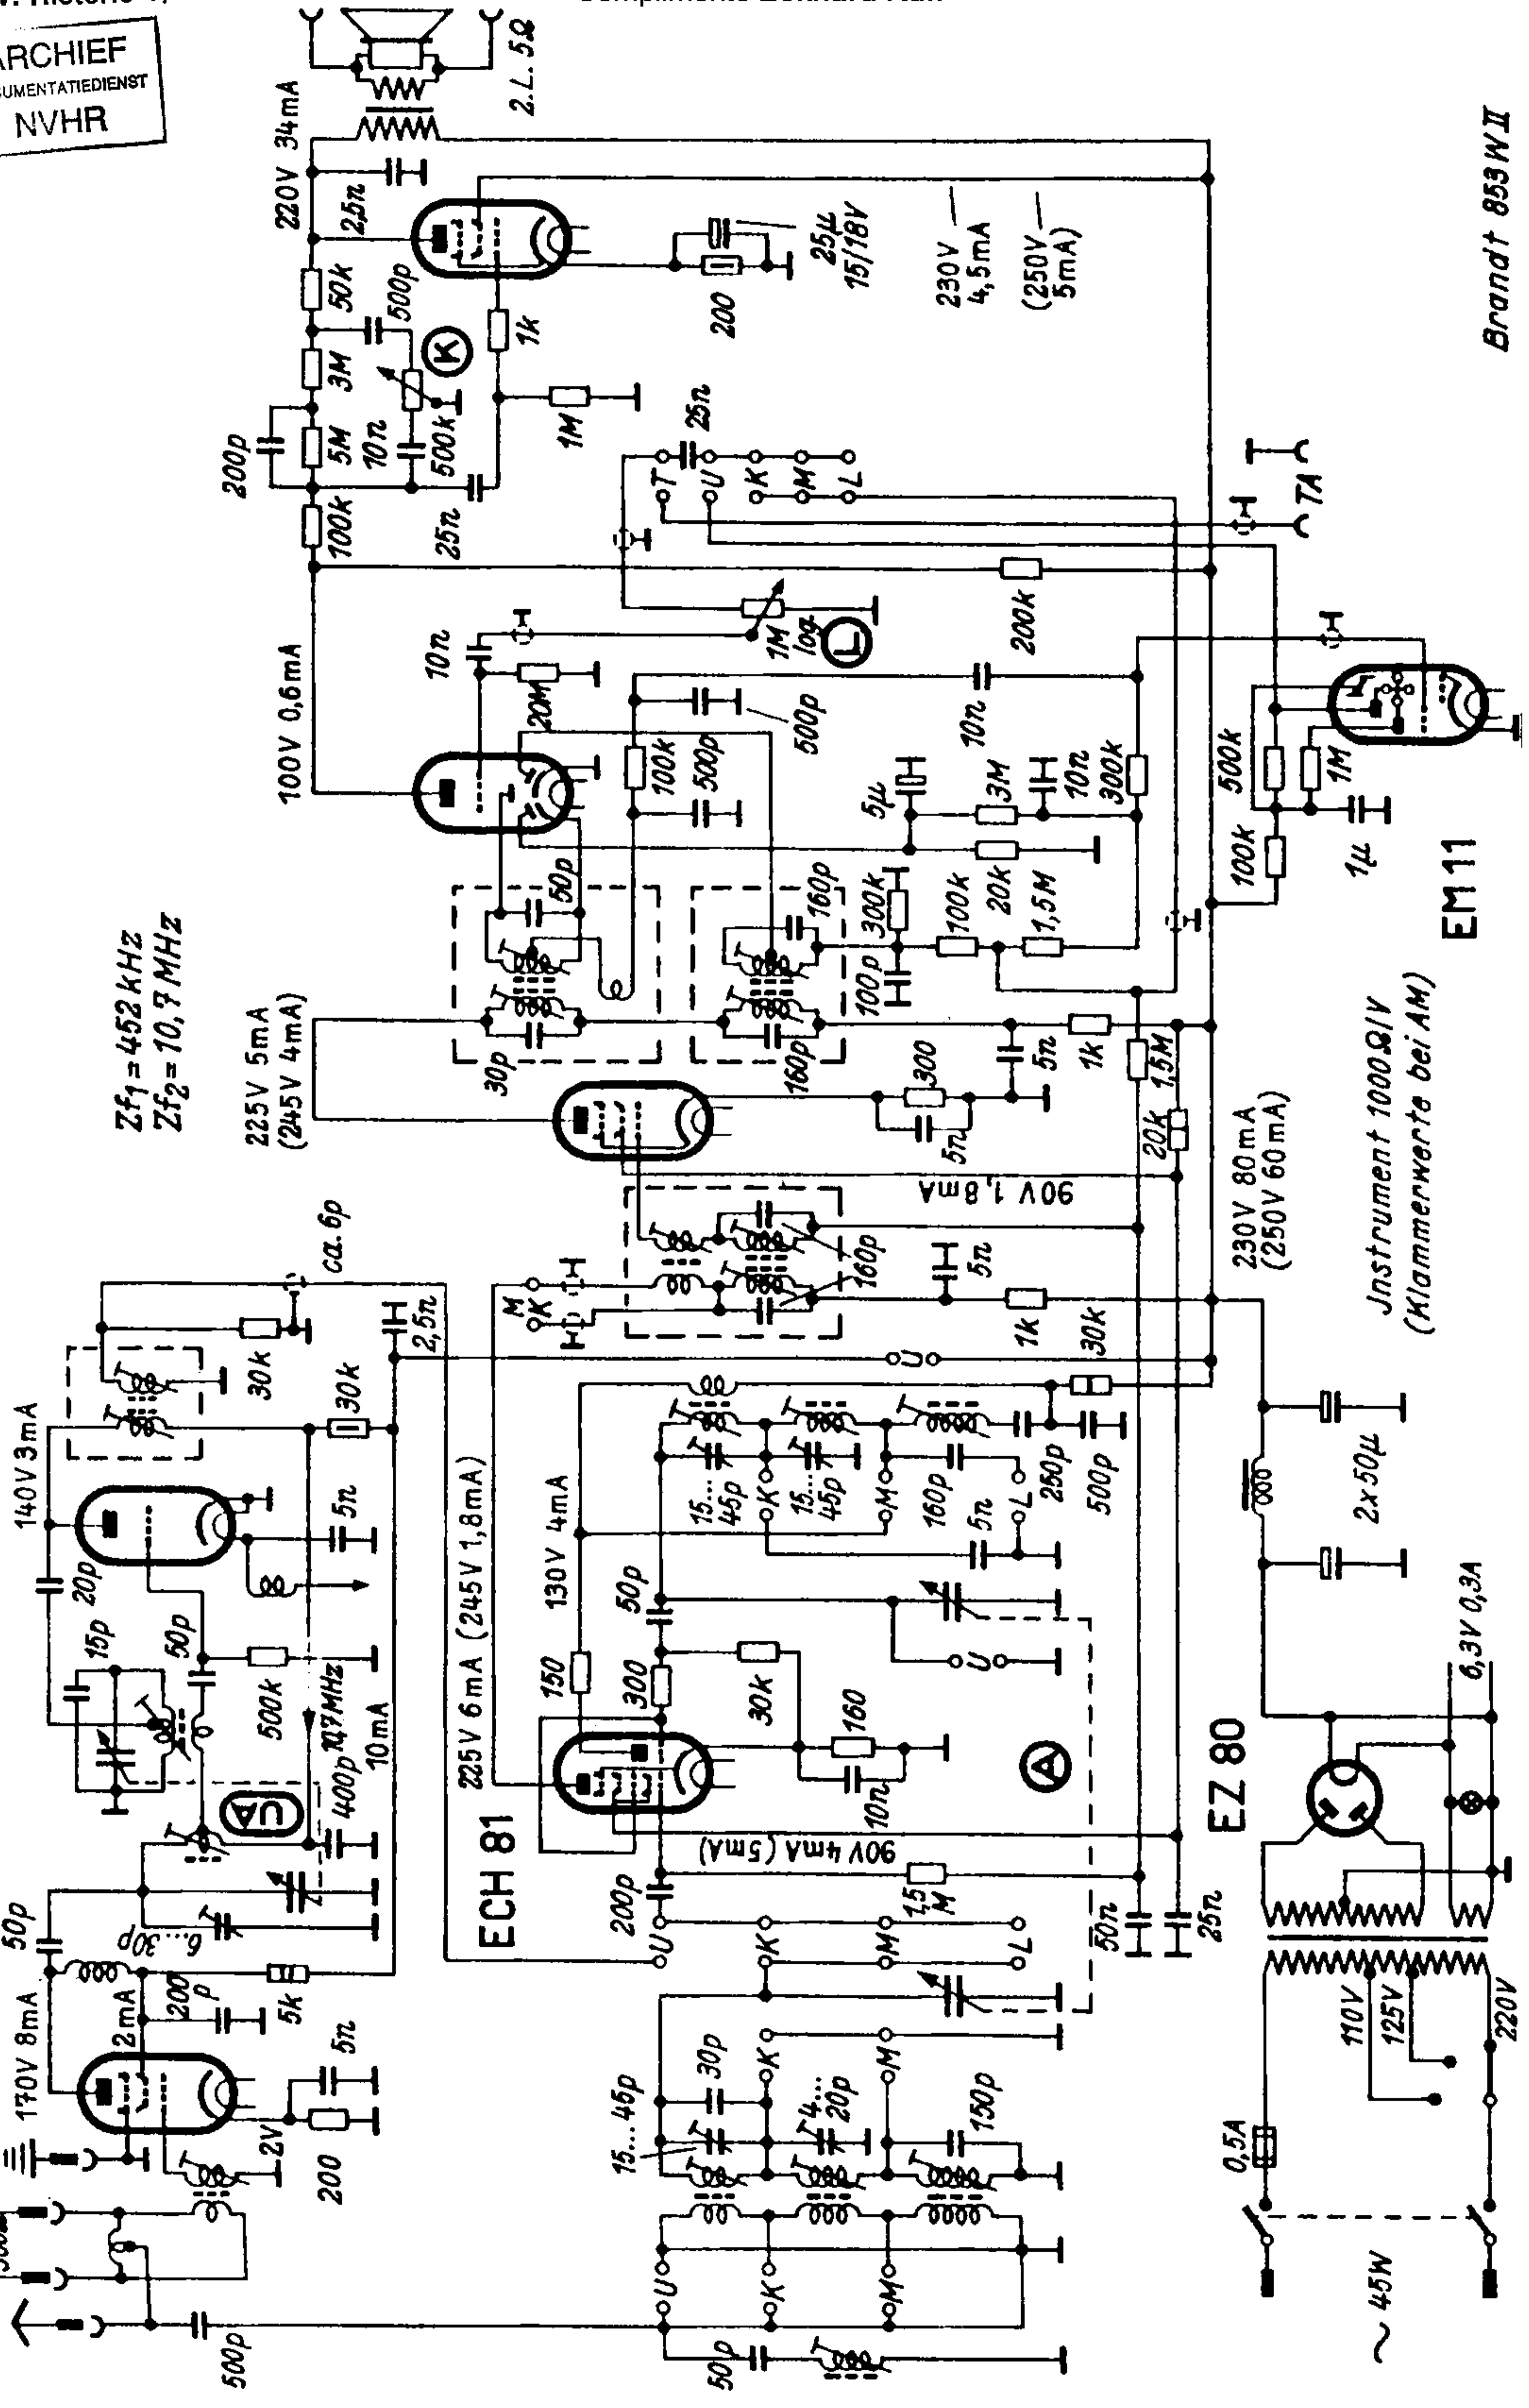 ARCHIEF
UMENTATIEDIENST
NVHR
2.L. 5Ω
220V 34mA
2,5n
50k
500p
3M
K
200p
5M
10n
500k
1k
100k
25n
1M
200
25µ
15/18V
230V
4,5mA
(250V
5mA)
Brandt 853 W II
25n
T
U
K
M
L
TA
100V 0,6mA
10n
20M
1M
log
L
200k
500p
100k
500p
10n
5µ
3M
10n
300k
500k
1M
100k
1µ
EM11
50p
160p
300k
100k
20k
1,5M
100p
Zf1 = 452 kHz
Zf2 = 10,7 MHz
225V 5mA
(245V 4mA)
30p
160p
300
5n
5n
1k
1,5M
20k
90V 1,8mA
230V 80mA
(250V 60mA)
Instrument 1000Ω/V
(Klammerwerte bei AM)
ca. 6p
M
K
160p
5n
1k
30k
2,5n
30k
30k
U
140V 3mA
20p
5n
15p
50p
500k
10,7MHz
400p
10mA
225V 6mA (245V 1,8mA)
130V 4mA
15...
45p
K
15...
45p
M
160p
L
250p
500p
5n
150
50p
300
30k
160
10n
U
A
ECH 81
90V 4mA (5mA)
200p
1,5
M
U
K
M
L
50n
25n
2x50µ
6,3V 0,3A
EZ 80
50p
6...30p
170V 8mA
2mA
200
p
5k
5n
2V
200
15...45p
30p
K
4...
20p
M
150p
110V
125V
220V
0,5A
500p
U
K
M
50p
~ 45W